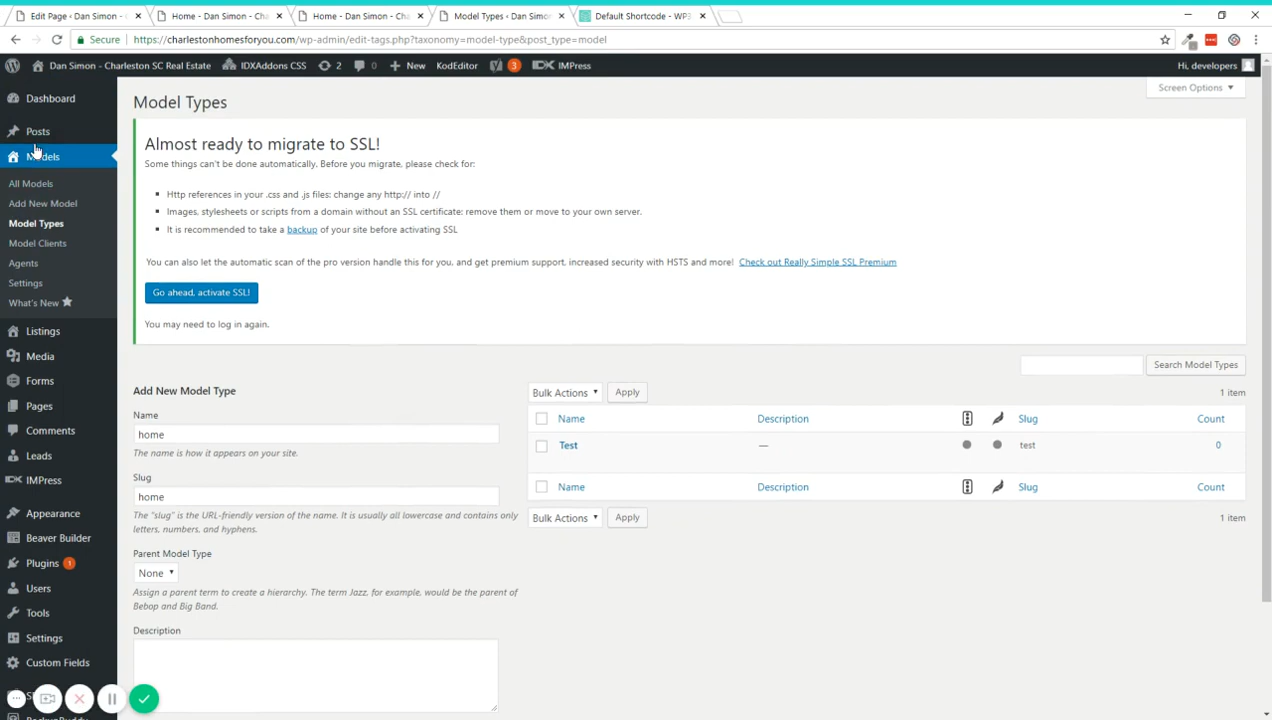 Edit Page ‹ Dan Simon - C
Home - Dan Simon - Cha
Home - Dan Simon - Cha
Model Types ‹ Dan Simon
Default Shortcode - WP3
Secure https://charlestonhomesforyou.com/wp-admin/edit-tags.php?taxonomy=model-type&post_type=model
Dan Simon - Charleston SC Real Estate IDXAddons CSS 2 0 New KodEditor 3 IMPress Hi, developers
Dashboard
Posts
Models
All Models
Add New Model
Model Types
Model Clients
Agents
Settings
What's New
Listings
Media
Forms
Pages
Comments
Leads
IMPress
Appearance
Beaver Builder
Plugins 1
Users
Tools
Settings
Custom Fields
Screen Options
Model Types
Almost ready to migrate to SSL!
Some things can't be done automatically. Before you migrate, please check for:
Http references in your .css and .js files: change any http:// into //
Images, stylesheets or scripts from a domain without an SSL certificate: remove them or move to your own server.
It is recommended to take a backup of your site before activating SSL
You can also let the automatic scan of the pro version handle this for you, and get premium support, increased security with HSTS and more! Check out Really Simple SSL Premium
Go ahead, activate SSL!
You may need to log in again.
Search Model Types
Add New Model Type
Name
home
The name is how it appears on your site.
Slug
home
The "slug" is the URL-friendly version of the name. It is usually all lowercase and contains only
letters, numbers, and hyphens.
Parent Model Type
None
Assign a parent term to create a hierarchy. The term Jazz, for example, would be the parent of
Bebop and Big Band.
Description
Bulk Actions Apply 1 item
Name Description Slug Count
Test — test 0
Name Description Slug Count
Bulk Actions Apply 1 item